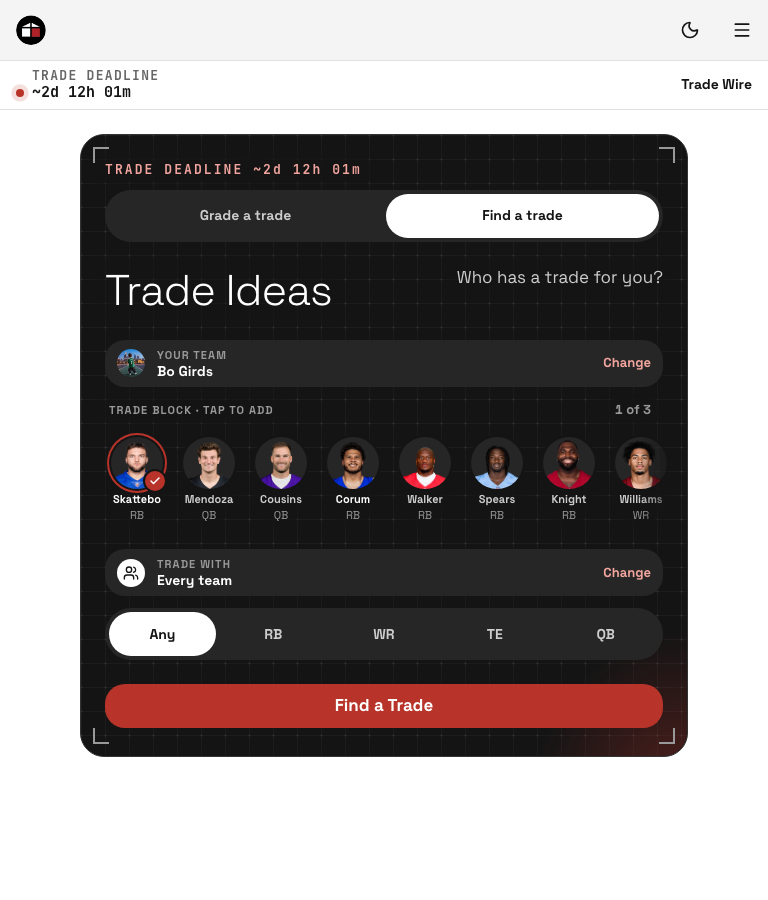 TRADE DEADLINE
~2d 12h 01m
Trade Wire
TRADE DEADLINE ~2d 12h 01m
Grade a trade
Find a trade
Trade Ideas
Who has a trade for you?
YOUR TEAM
Bo Girds
Change
TRADE BLOCK · TAP TO ADD
1 of 3
Skattebo
RB
Mendoza
QB
Cousins
QB
Corum
RB
Walker
RB
Spears
RB
Knight
RB
Williams
WR
TRADE WITH
Every team
Change
Any
RB
WR
TE
QB
Find a Trade